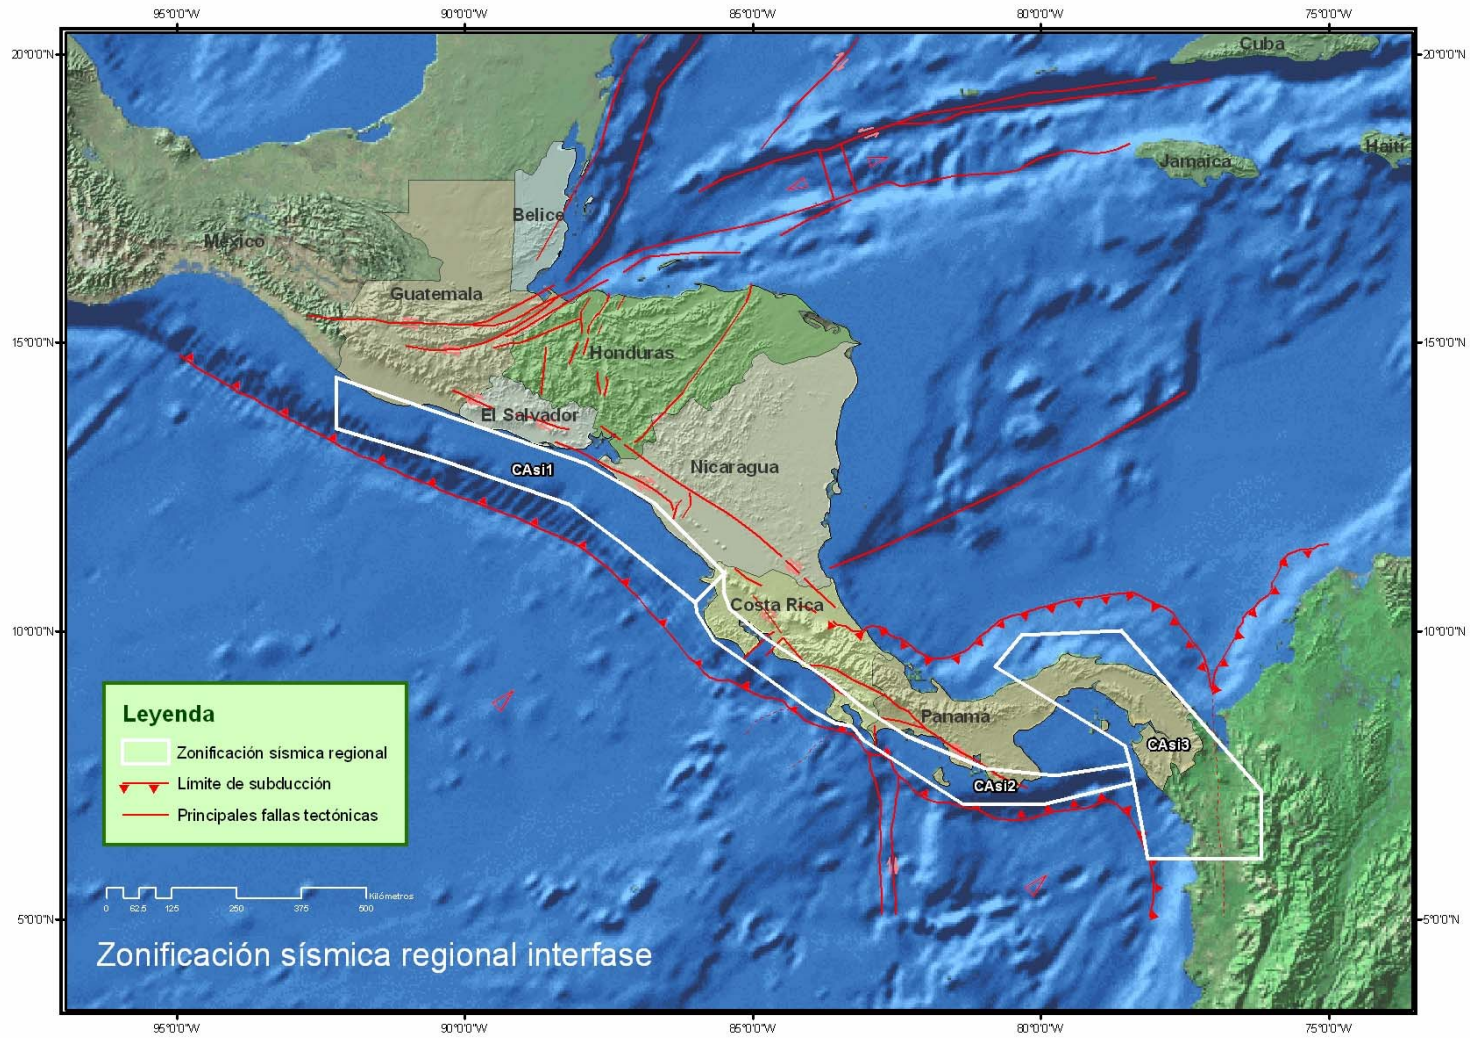 95°0'0"W 90°0'0"W 85°0'0"W 80°0'0"W 75°0'0"W
20°0'0"N 20°0'0"N
Cuba
Haití
Jamaica
Belice
México
Guatemala
15°0'0"N 15°0'0"N
Honduras
El Salvador
CAsi1
Nicaragua
Costa Rica
10°0'0"N 10°0'0"N
Panamá
CAsi3
CAsi2
Leyenda
Zonificación sísmica regional
Límite de subducción
Principales fallas tectónicas
Kilómetros
0 62.5 125 250 375 500
5°0'0"N 5°0'0"N
Zonificación sísmica regional interfase
95°0'0"W 90°0'0"W 85°0'0"W 80°0'0"W 75°0'0"W